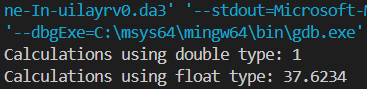 ne-In-uilayrv0.da3' '--stdout=Microsoft-
'--dbgExe=C:\msys64\mingw64\bin\gdb.exe'
Calculations using double type: 1
Calculations using float type: 37.6234